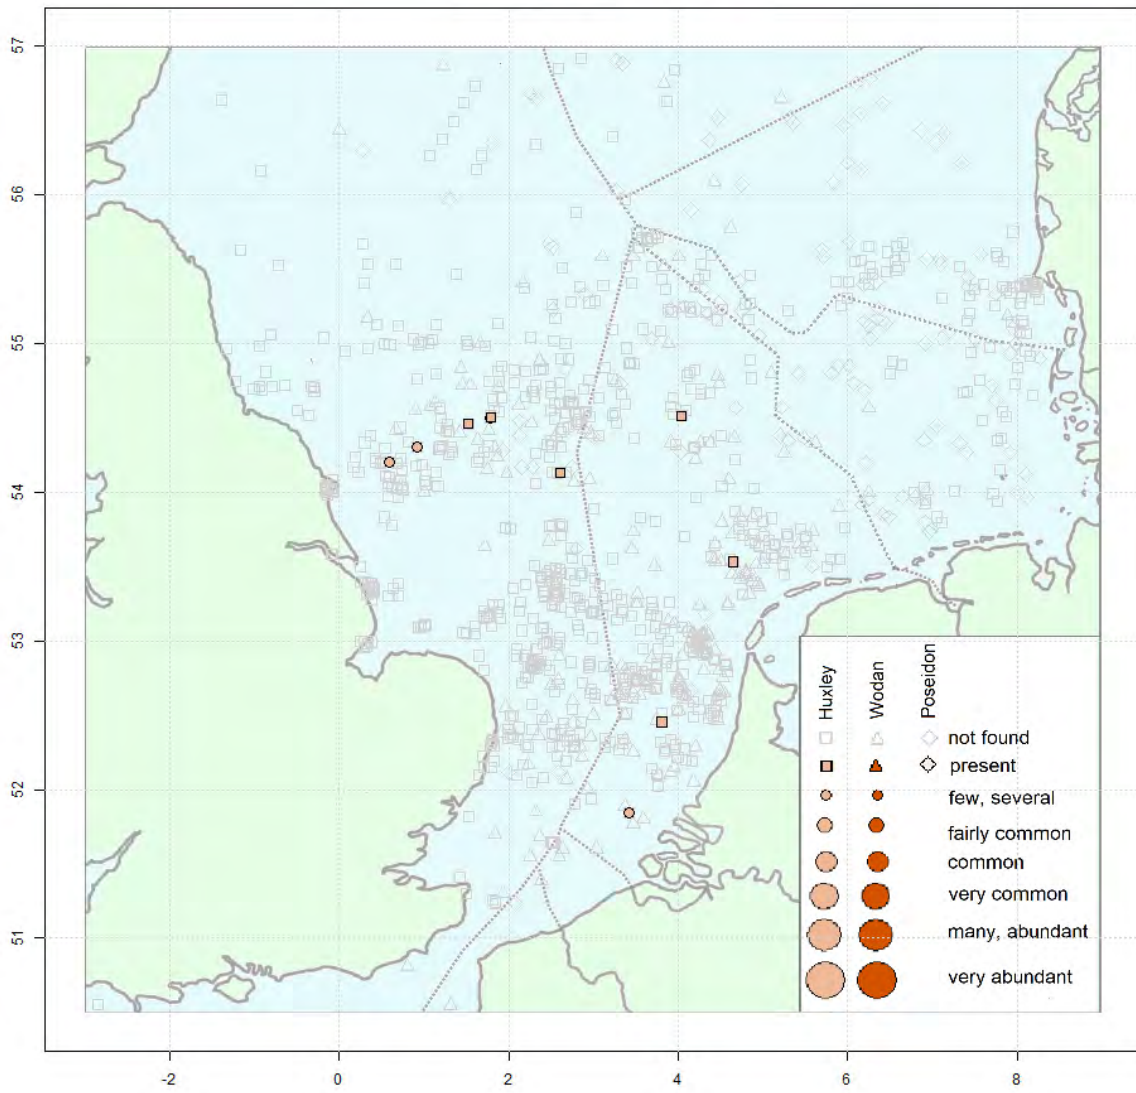 57
56
55
54
53
52
51
Huxley
Wodan
Poseidon
not found
present
few, several
fairly common
common
very common
many, abundant
very abundant
-2 0 2 4 6 8